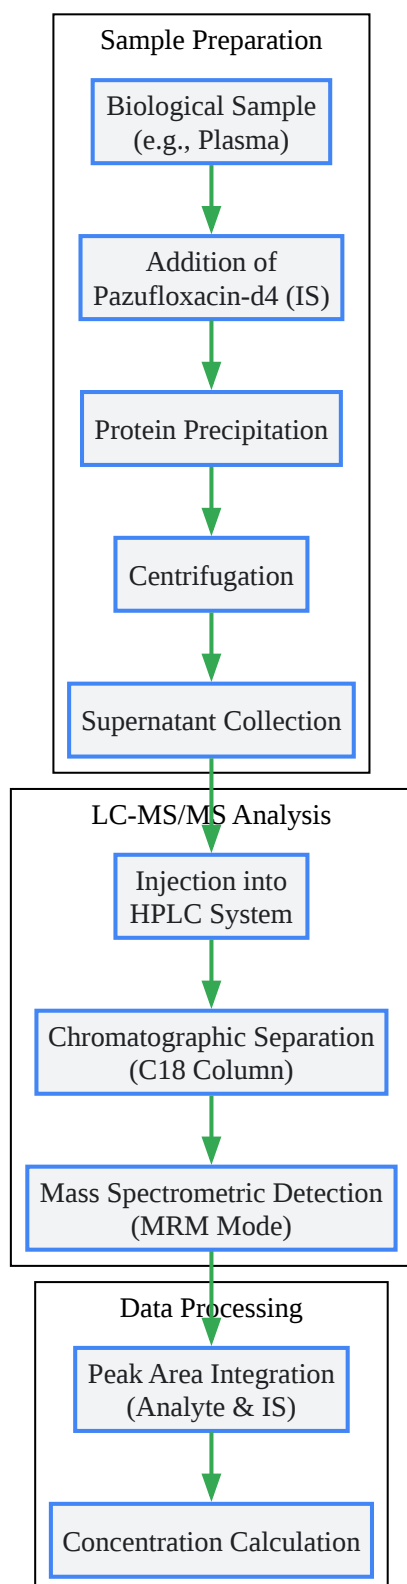 Sample Preparation
Biological Sample
(e.g., Plasma)
Addition of
Pazufloxacin-d4 (IS)
Protein Precipitation
Centrifugation
Supernatant Collection
LC-MS/MS Analysis
Injection into
HPLC System
Chromatographic Separation
(C18 Column)
Mass Spectrometric Detection
(MRM Mode)
Data Processing
Peak Area Integration
(Analyte & IS)
Concentration Calculation